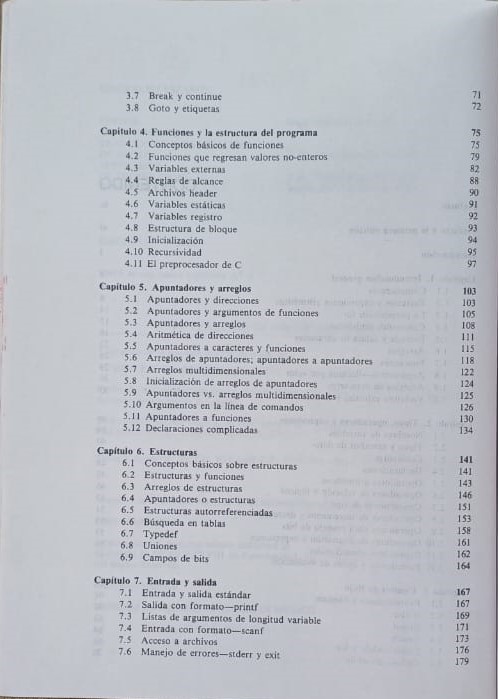 3.7 Break y continue 71
3.8 Goto y etiquetas 72
Capítulo 4. Funciones y la estructura del programa 75
4.1 Conceptos básicos de funciones 75
4.2 Funciones que regresan valores no-enteros 79
4.3 Variables externas 82
4.4 Reglas de alcance 88
4.5 Archivos header 90
4.6 Variables estáticas 91
4.7 Variables registro 92
4.8 Estructura de bloque 93
4.9 Inicialización 94
4.10 Recursividad 95
4.11 El preprocesador de C 97
Capítulo 5. Apuntadores y arreglos 103
5.1 Apuntadores y direcciones 103
5.2 Apuntadores y argumentos de funciones 105
5.3 Apuntadores y arreglos 108
5.4 Aritmética de direcciones 111
5.5 Apuntadores a caracteres y funciones 115
5.6 Arreglos de apuntadores; apuntadores a apuntadores 118
5.7 Arreglos multidimensionales 122
5.8 Inicialización de arreglos de apuntadores 124
5.9 Apuntadores vs. arreglos multidimensionales 125
5.10 Argumentos en la línea de comandos 126
5.11 Apuntadores a funciones 130
5.12 Declaraciones complicadas 134
Capítulo 6. Estructuras 141
6.1 Conceptos básicos sobre estructuras 141
6.2 Estructuras y funciones 143
6.3 Arreglos de estructuras 146
6.4 Apuntadores o estructuras 151
6.5 Estructuras autorreferenciadas 153
6.6 Búsqueda en tablas 158
6.7 Typedef 161
6.8 Uniones 162
6.9 Campos de bits 164
Capítulo 7. Entrada y salida 167
7.1 Entrada y salida estándar 167
7.2 Salida con formato—printf 169
7.3 Listas de argumentos de longitud variable 171
7.4 Entrada con formato—scanf 173
7.5 Acceso a archivos 176
7.6 Manejo de errores—stderr y exit 179